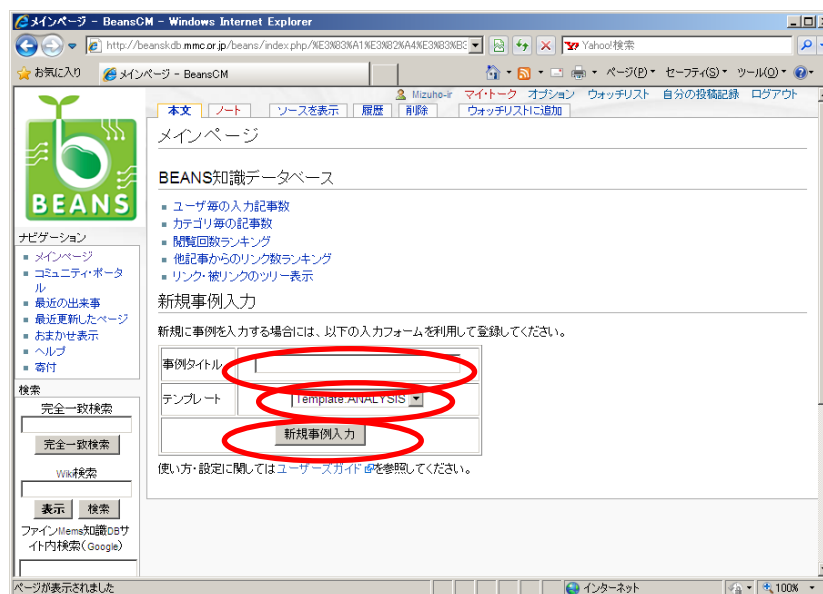 メインページ - BeansCM - Windows Internet Explorer
http://beanskdb.mmc.or.jp/beans/index.php/%E3%83%A1%E3%82%A4%E3%83%B3
Yahoo!検索
お気に入り
メインページ - BeansCM
ページ(P)
セーフティ(S)
ツール(O)
Mizuho-ir マイ・トーク オプション ウォッチリスト 自分の投稿記録 ログアウト
本文 ノート ソースを表示 履歴 削除 ウォッチリストに追加
BEANS
メインページ
BEANS知識データベース
ユーザ毎の入力記事数
カテゴリ毎の記事数
閲覧回数ランキング
他記事からのリンク数ランキング
リンク・被リンクのツリー表示
新規事例入力
新規に事例を入力する場合には、以下の入力フォームを利用して登録してください。
事例タイトル
テンプレート Template:ANALYSIS
新規事例入力
使い方・設定に関してはユーザーズガイドを参照してください。
ナビゲーション
メインページ
コミュニティ・ポータ
ル
最近の出来事
最近更新したページ
おまかせ表示
ヘルプ
寄付
検索
完全一致検索
完全一致検索
Wiki検索
表示 検索
ファインMems知識DBサ
イト内検索(Google)
ページが表示されました
インターネット
100%